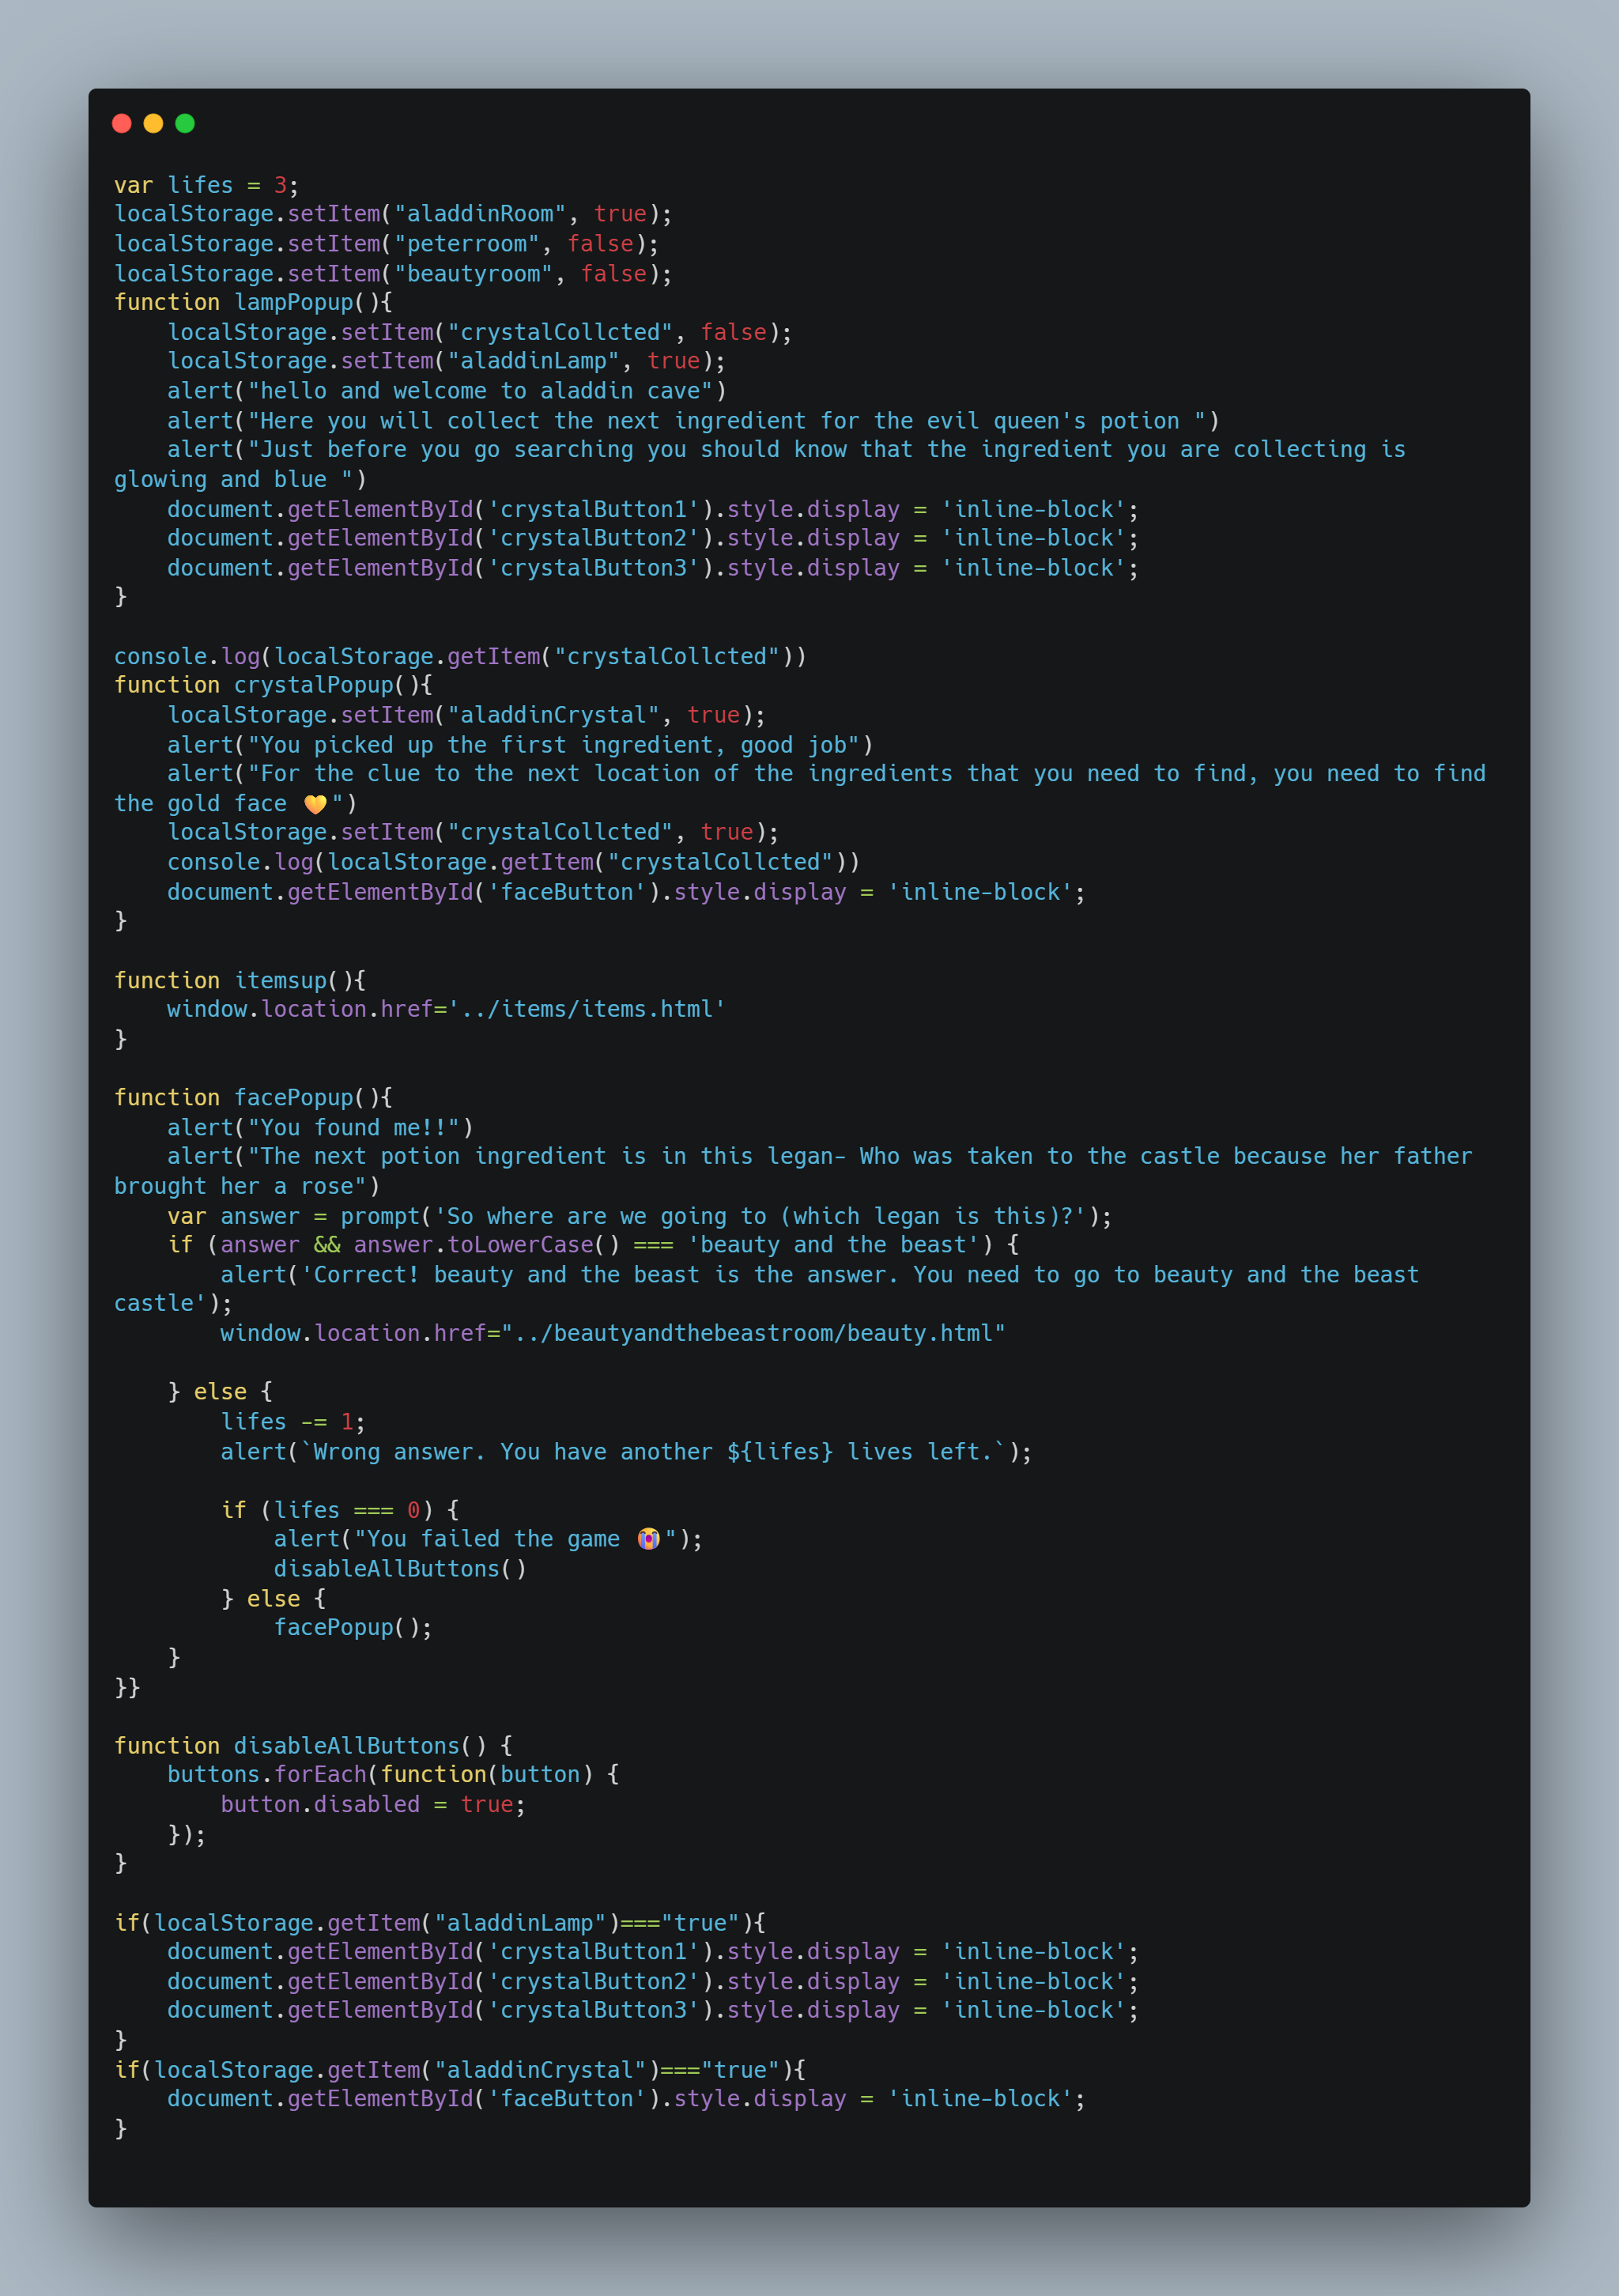 var lifes = 3;
localStorage.setItem("aladdinRoom", true);
localStorage.setItem("peterroom", false);
localStorage.setItem("beautyroom", false);
function lampPopup(){
    localStorage.setItem("crystalCollcted", false);
    localStorage.setItem("aladdinLamp", true);
    alert("hello and welcome to aladdin cave")
    alert("Here you will collect the next ingredient for the evil queen's potion ")
    alert("Just before you go searching you should know that the ingredient you are collecting is
glowing and blue ")
    document.getElementById('crystalButton1').style.display = 'inline-block';
    document.getElementById('crystalButton2').style.display = 'inline-block';
    document.getElementById('crystalButton3').style.display = 'inline-block';
}

console.log(localStorage.getItem("crystalCollcted"))
function crystalPopup(){
    localStorage.setItem("aladdinCrystal", true);
    alert("You picked up the first ingredient, good job")
    alert("For the clue to the next location of the ingredients that you need to find, you need to find
the gold face 💛")
    localStorage.setItem("crystalCollcted", true);
    console.log(localStorage.getItem("crystalCollcted"))
    document.getElementById('faceButton').style.display = 'inline-block';
}

function itemsup(){
    window.location.href='../items/items.html'
}

function facePopup(){
    alert("You found me!!")
    alert("The next potion ingredient is in this legan- Who was taken to the castle because her father
brought her a rose")
    var answer = prompt('So where are we going to (which legan is this)?');
    if (answer && answer.toLowerCase() === 'beauty and the beast') {
        alert('Correct! beauty and the beast is the answer. You need to go to beauty and the beast
castle');
        window.location.href="../beautyandthebeastroom/beauty.html"

    } else {
        lifes -= 1;
        alert(`Wrong answer. You have another ${lifes} lives left.`);

        if (lifes === 0) {
            alert("You failed the game 😭");
            disableAllButtons()
        } else {
            facePopup();
    }
}}

function disableAllButtons() {
    buttons.forEach(function(button) {
        button.disabled = true;
    });
}

if(localStorage.getItem("aladdinLamp")==="true"){
    document.getElementById('crystalButton1').style.display = 'inline-block';
    document.getElementById('crystalButton2').style.display = 'inline-block';
    document.getElementById('crystalButton3').style.display = 'inline-block';
}
if(localStorage.getItem("aladdinCrystal")==="true"){
    document.getElementById('faceButton').style.display = 'inline-block';
}